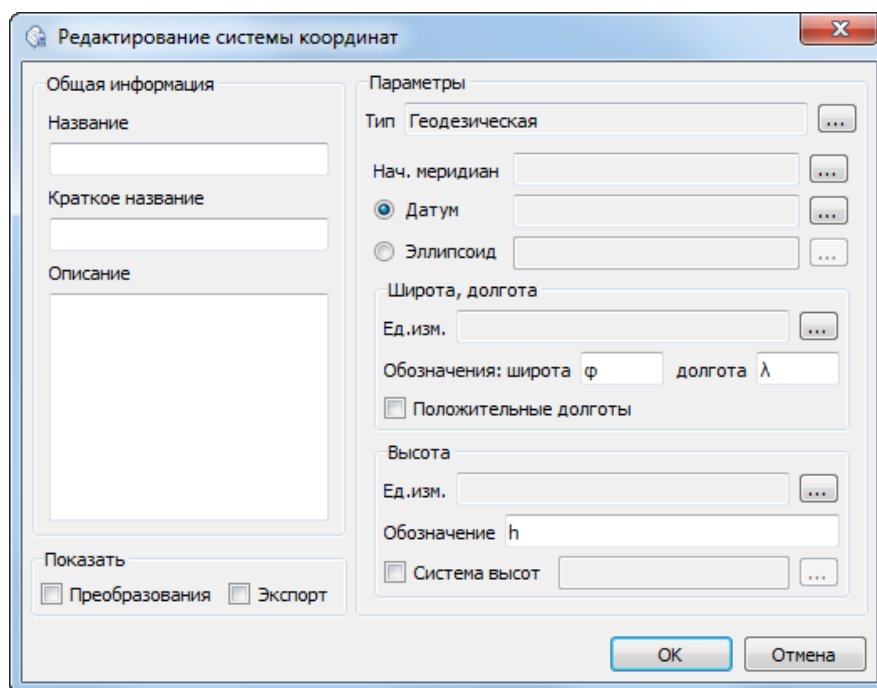 Редактирование системы координат
Общая информация
Название
Краткое название
Описание
Показать
Преобразования Экспорт
Параметры
Тип Геодезическая ...
Нач. меридиан ...
Датум ...
Эллипсоид ...
Широта, долгота
Ед.изм. ...
Обозначения: широта φ долгота λ
Положительные долготы
Высота
Ед.изм. ...
Обозначение h
Система высот ...
OK Отмена